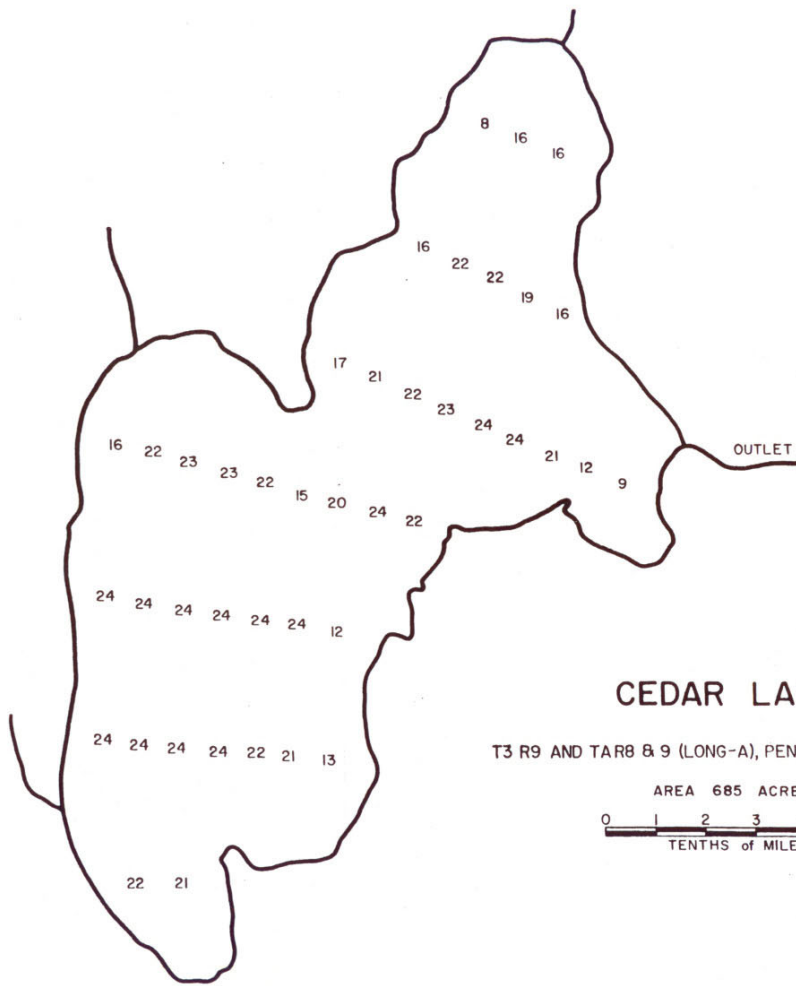 8 16 16
16 22 22 19 16
17 21 22 23 24 24 21 12 9
OUTLET
16 22 23 23 22 15 20 24 22
24 24 24 24 24 24 12
24 24 24 24 22 21 13
22 21
CEDAR LA
T3 R9 AND TAR8 & 9 (LONG-A), PEN
AREA 685 ACRE
0 1 2 3
TENTHS of MILE